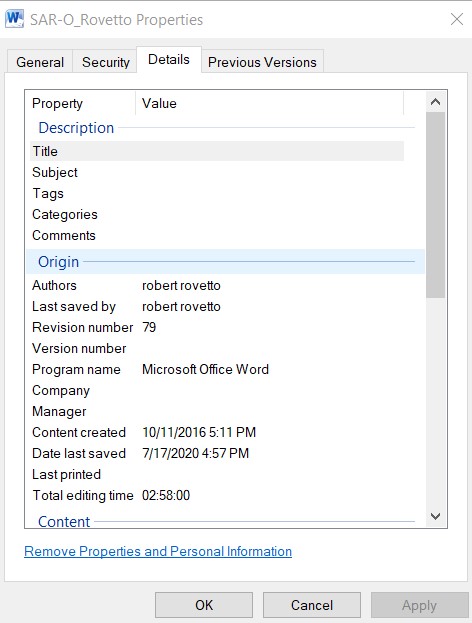 SAR-O_Rovetto Properties
General Security Details Previous Versions
Property Value
Description
Title
Subject
Tags
Categories
Comments
Origin
Authors robert rovetto
Last saved by robert rovetto
Revision number 79
Version number
Program name Microsoft Office Word
Company
Manager
Content created 10/11/2016 5:11 PM
Date last saved 7/17/2020 4:57 PM
Last printed
Total editing time 02:58:00
Content
Remove Properties and Personal Information
OK Cancel Apply